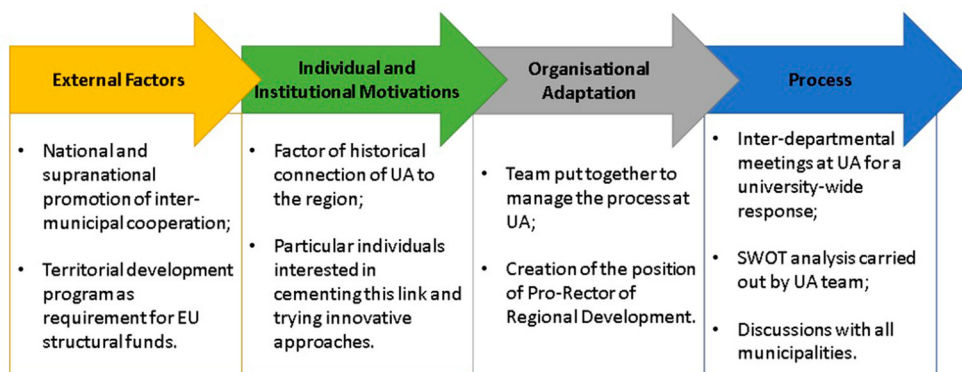 External Factors
Individual and
Institutional Motivations
Organisational
Adaptation
Process
• National and
supranational
promotion of inter-
municipal cooperation;
• Territorial development
program as
requirement for EU
structural funds.
• Factor of historical
connection of UA to
the region;
• Particular individuals
interested in
cementing this link and
trying innovative
approaches.
• Team put together to
manage the process at
UA;
• Creation of the position
of Pro-Rector of
Regional Development.
• Inter-departmental
meetings at UA for a
university-wide
response;
• SWOT analysis carried
out by UA team;
• Discussions with all
municipalities.